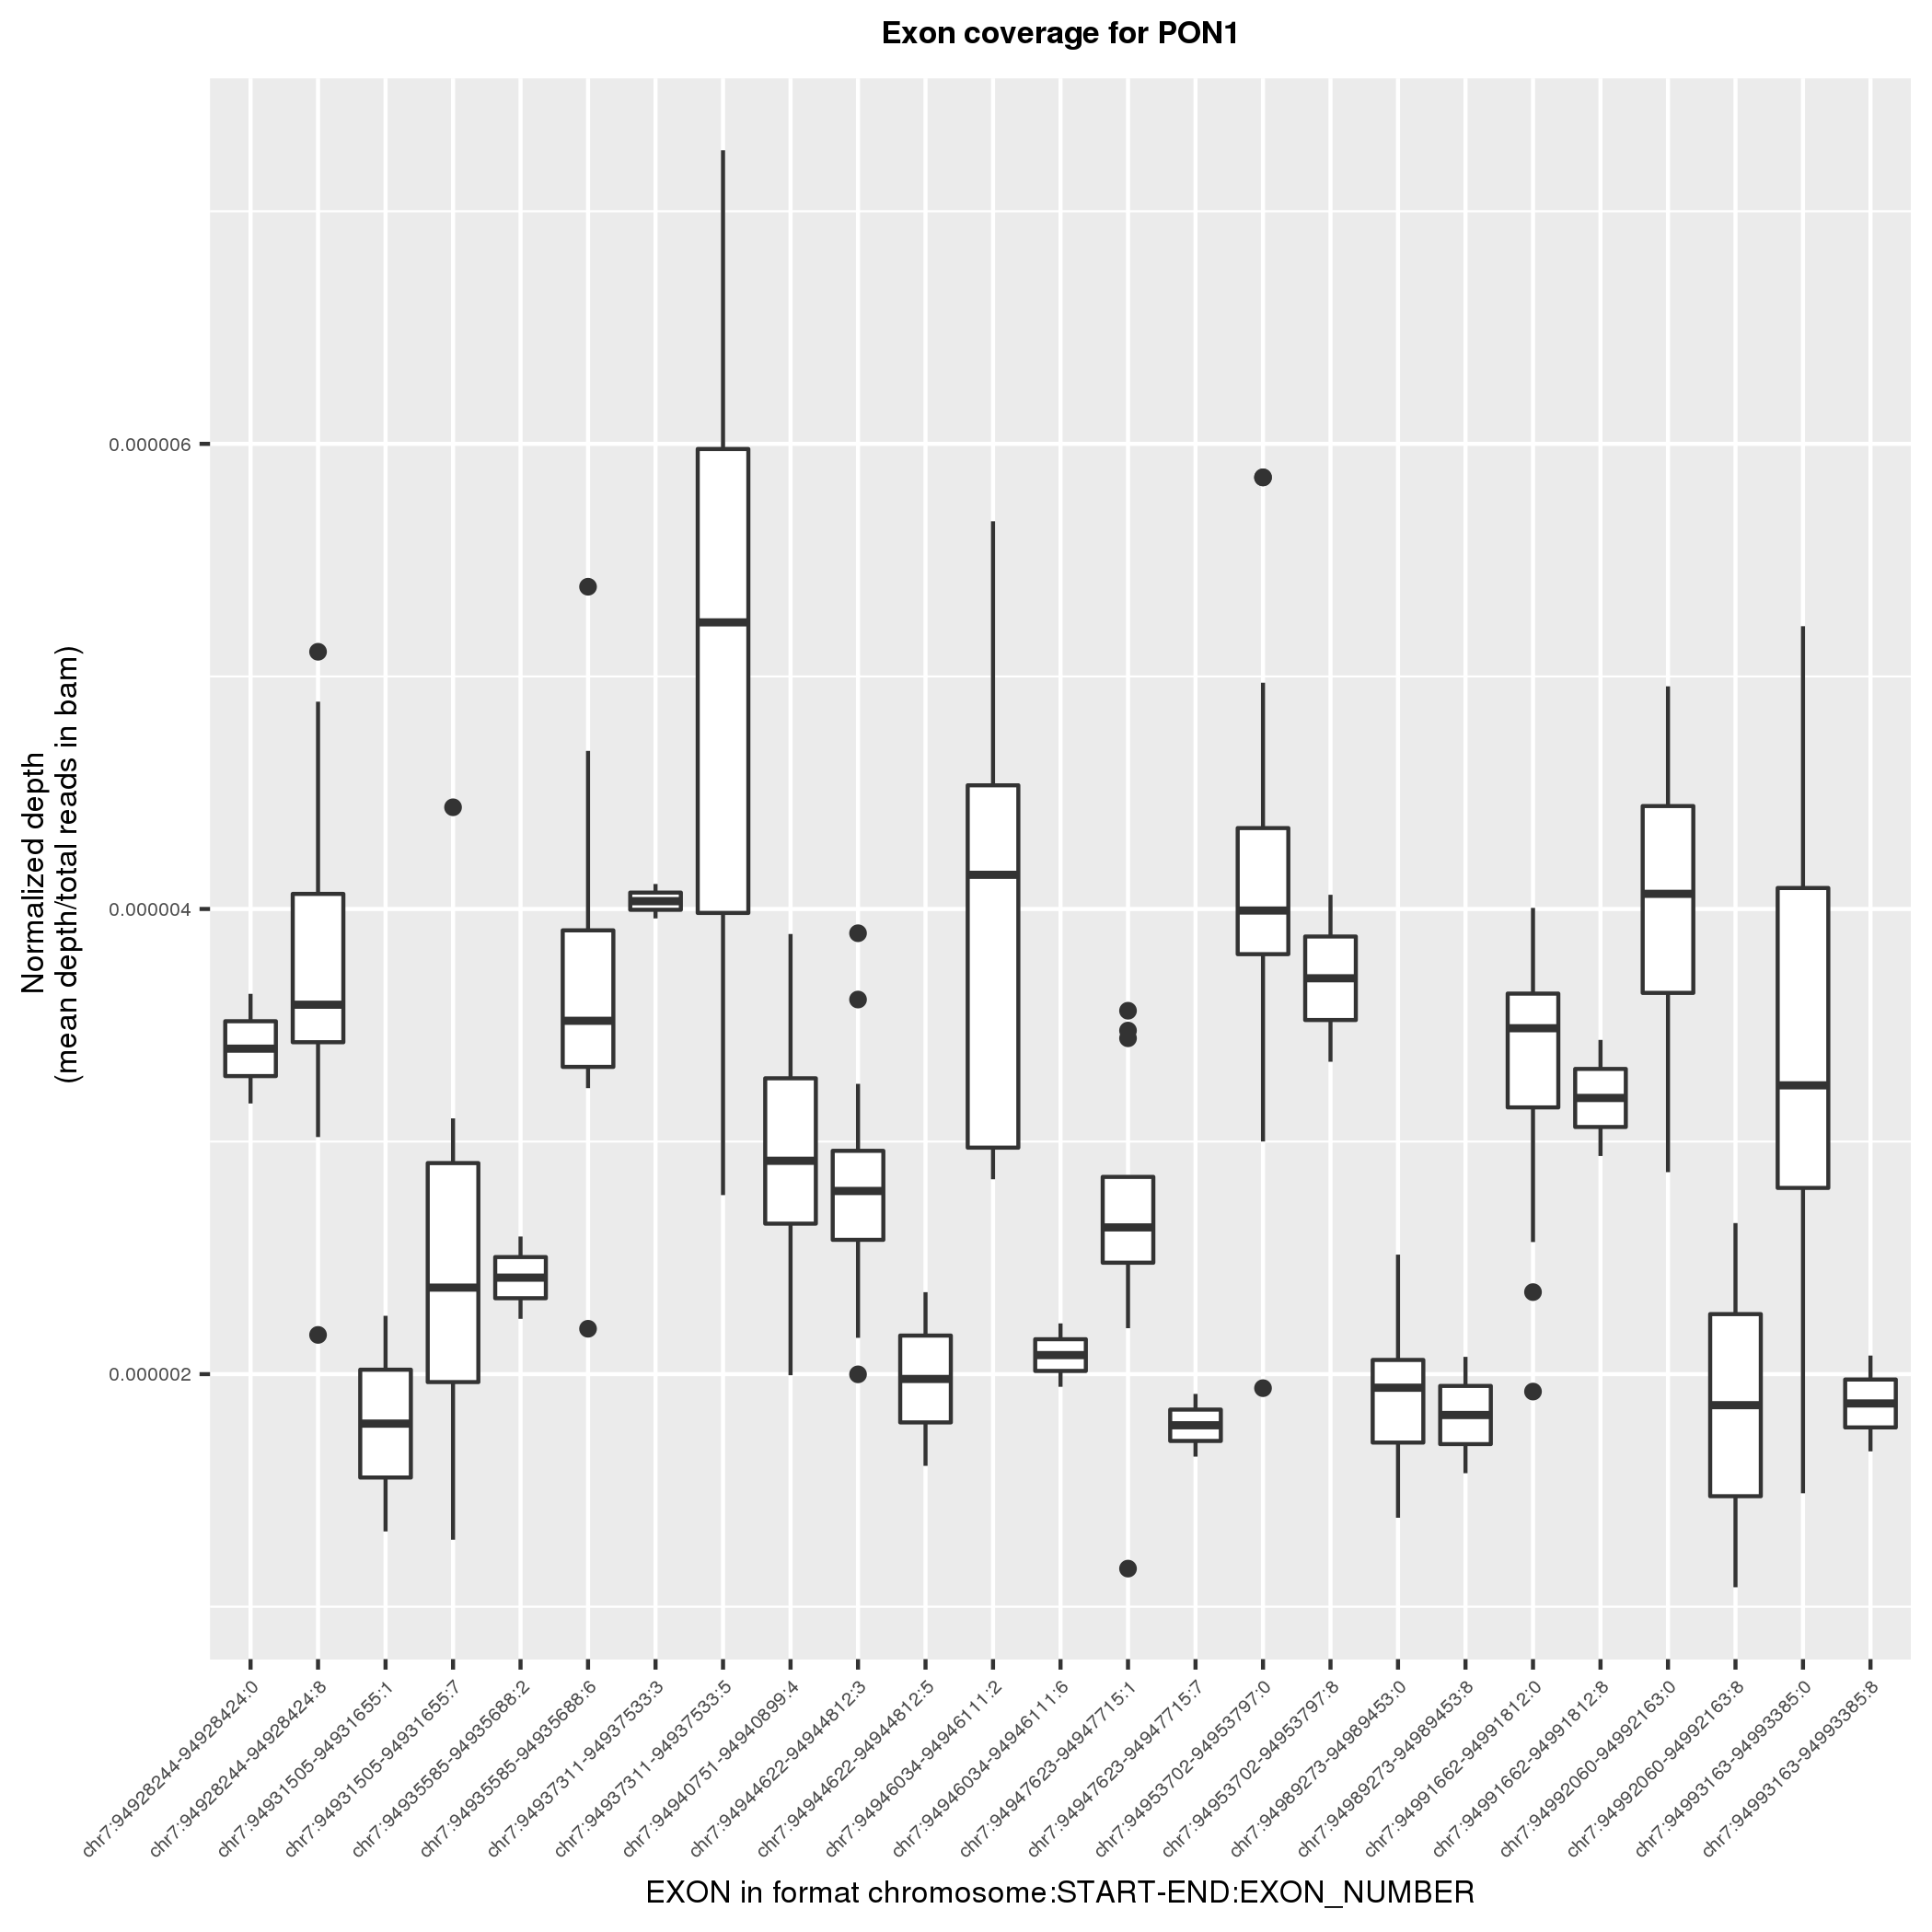 Exon coverage for PON1
Normalized depth
(mean depth/total reads in bam)
0.000006
0.000004
0.000002
chr7:94928244-94928424:0
chr7:94928244-94928424:8
chr7:94931505-94931655:1
chr7:94931505-94931655:7
chr7:94935585-94935688:2
chr7:94935585-94935688:6
chr7:94937311-94937533:3
chr7:94937311-94937533:5
chr7:94940751-94940899:4
chr7:94944622-94944812:3
chr7:94944622-94944812:5
chr7:94946034-94946111:2
chr7:94946034-94946111:6
chr7:94947623-94947715:1
chr7:94947623-94947715:7
chr7:94953702-94953797:0
chr7:94953702-94953797:8
chr7:94989273-94989453:0
chr7:94989273-94989453:8
chr7:94991662-94991812:0
chr7:94991662-94991812:8
chr7:94992060-94992163:0
chr7:94992060-94992163:8
chr7:94993163-94993385:0
chr7:94993163-94993385:8
EXON in format chromosome:START-END:EXON_NUMBER